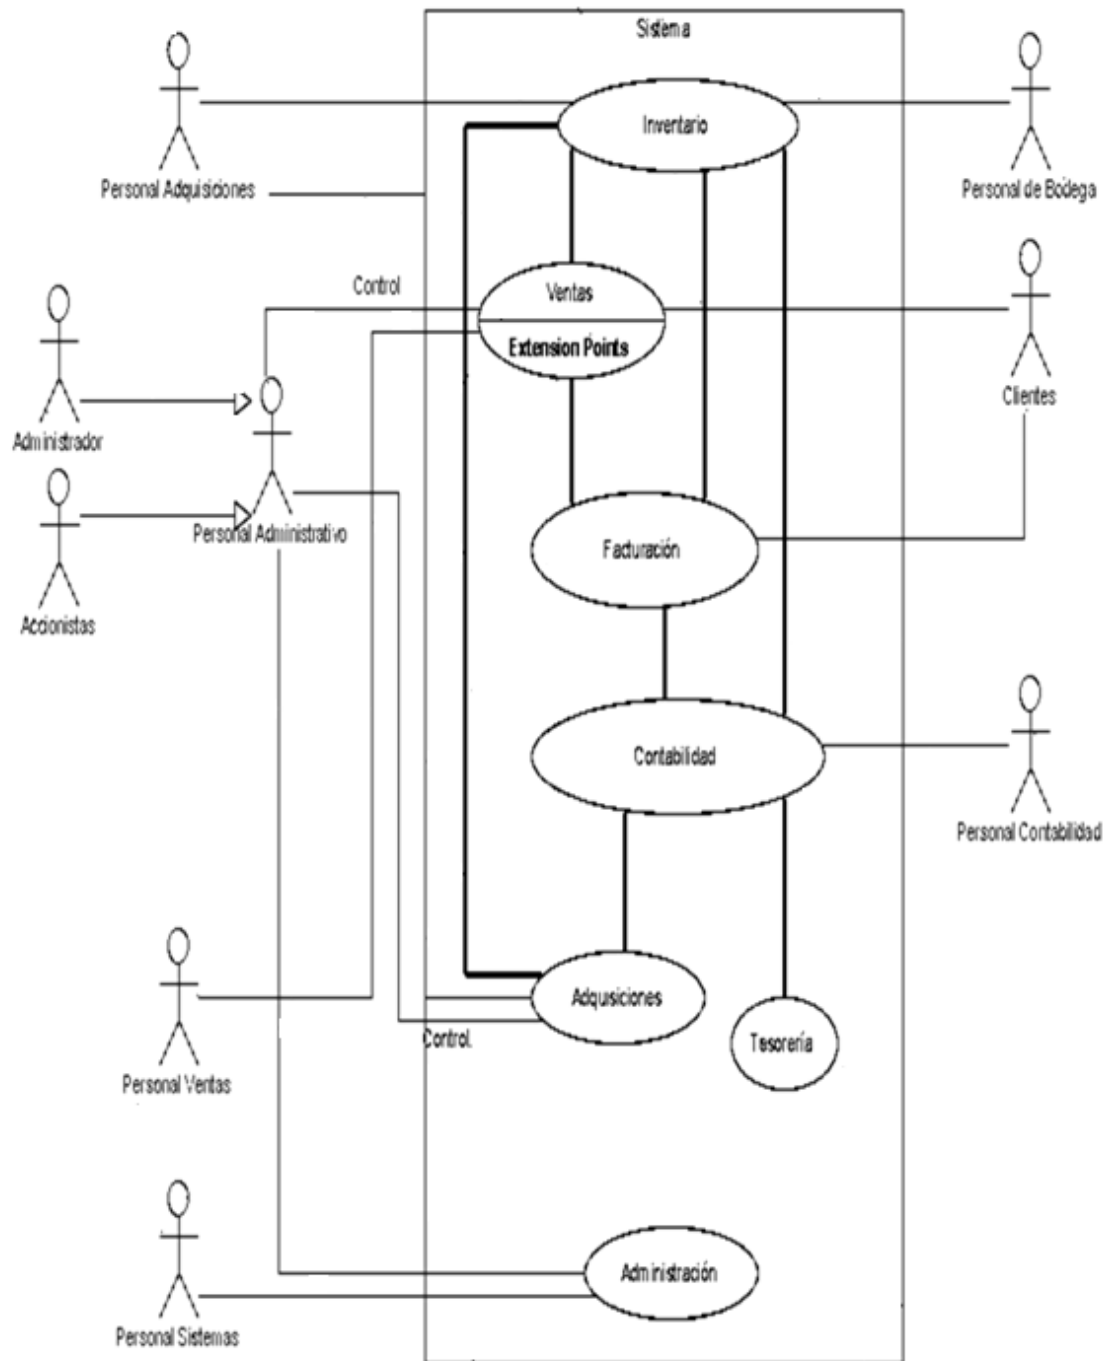 Sistema
Inventario
Personal Adquisiciones
Personal de Bodega
Control
Ventas
Extension Points
Clientes
Administrador
Personal Administrativo
Facturación
Accionistas
Contabilidad
Personal Contabilidad
Adquisiciones
Control.
Tesorería
Personal Ventas
Administración
Personal Sistemas